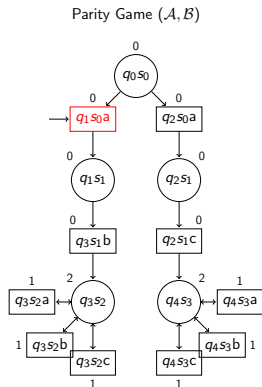 Parity Game (𝒜, ℬ)
0
q₀s₀
0 0
q₁s₀a q₂s₀a
0 0
q₁s₁ q₂s₁
0 0
q₃s₁b q₂s₁c
2 2
1 1
q₃s₂a q₃s₂ q₄s₃ q₄s₃a
1 q₃s₂b q₄s₃b 1
q₃s₂c q₄s₃c
1 1